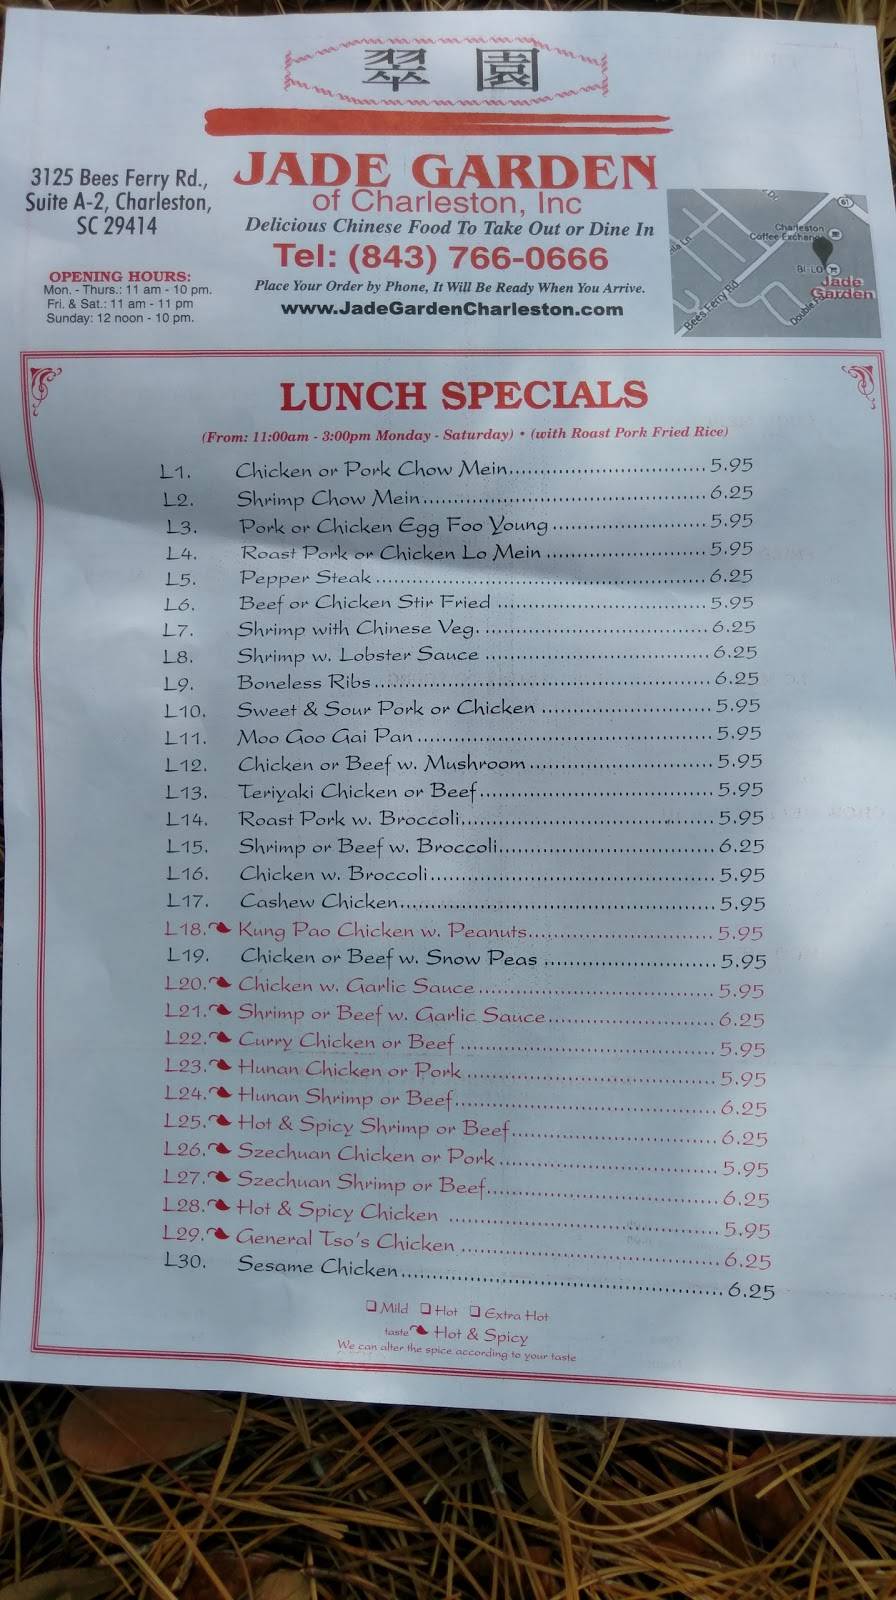 翠園
JADE GARDEN
of Charleston, Inc
Delicious Chinese Food To Take Out or Dine In
Tel: (843) 766-0666
Place Your Order by Phone, It Will Be Ready When You Arrive.
www.JadeGardenCharleston.com
3125 Bees Ferry Rd.,
Suite A-2, Charleston,
SC 29414
OPENING HOURS:
Mon. - Thurs.: 11 am - 10 pm.
Fri. & Sat.: 11 am - 11 pm
Sunday: 12 noon - 10 pm.
61
Charleston
Coffee Exchange
BI-LO
Jade
Garden
Bees Ferry Rd
LUNCH SPECIALS
(From: 11:00am - 3:00pm Monday - Saturday) • (with Roast Pork Fried Rice)
L1. Chicken or Pork Chow Mein 5.95
L2. Shrimp Chow Mein 6.25
L3. Pork or Chicken Egg Foo Young 5.95
L4. Roast Pork or Chicken Lo Mein 5.95
L5. Pepper Steak 6.25
L6. Beef or Chicken Stir Fried 5.95
L7. Shrimp with Chinese Veg. 6.25
L8. Shrimp w. Lobster Sauce 6.25
L9. Boneless Ribs 6.25
L10. Sweet & Sour Pork or Chicken 5.95
L11. Moo Goo Gai Pan 5.95
L12. Chicken or Beef w. Mushroom 5.95
L13. Teriyaki Chicken or Beef 5.95
L14. Roast Pork w. Broccoli 5.95
L15. Shrimp or Beef w. Broccoli 6.25
L16. Chicken w. Broccoli 5.95
L17. Cashew Chicken 5.95
L18. Kung Pao Chicken w. Peanuts 5.95
L19. Chicken or Beef w. Snow Peas 5.95
L20. Chicken w. Garlic Sauce 5.95
L21. Shrimp or Beef w. Garlic Sauce 6.25
L22. Curry Chicken or Beef 5.95
L23. Hunan Chicken or Pork 5.95
L24. Hunan Shrimp or Beef 6.25
L25. Hot & Spicy Shrimp or Beef 6.25
L26. Szechuan Chicken or Pork 5.95
L27. Szechuan Shrimp or Beef 6.25
L28. Hot & Spicy Chicken 5.95
L29. General Tso's Chicken 6.25
L30. Sesame Chicken 6.25
Mild Hot Extra Hot
taste Hot & Spicy
We can alter the spice according to your taste